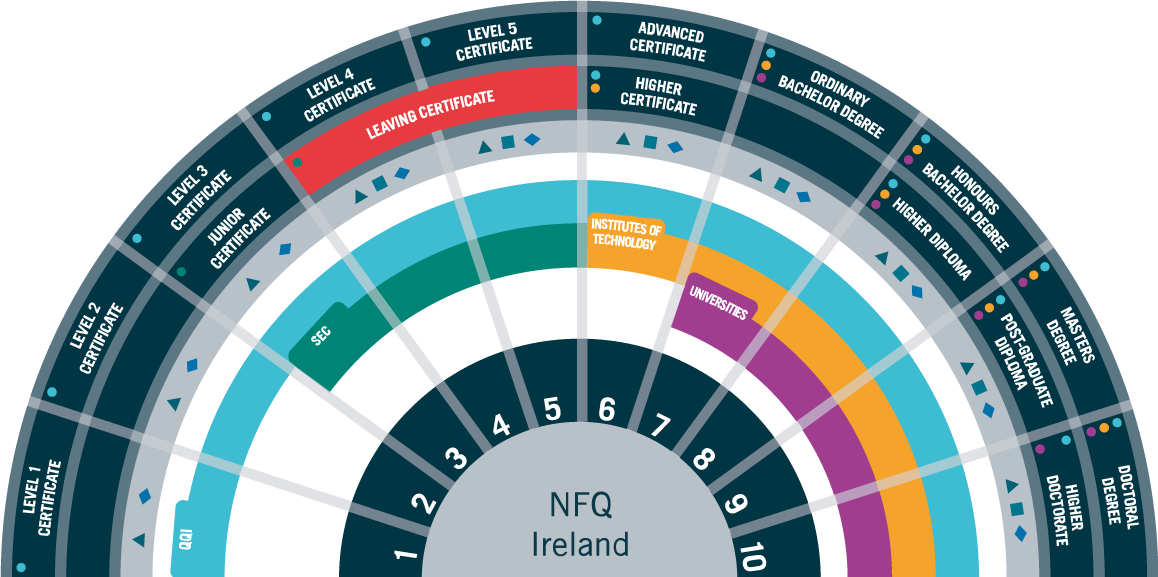 LEVEL 1
CERTIFICATE
LEVEL 2
CERTIFICATE
LEVEL 3
CERTIFICATE
JUNIOR
CERTIFICATE
LEVEL 4
CERTIFICATE
LEVEL 5
CERTIFICATE
LEAVING CERTIFICATE
ADVANCED
CERTIFICATE
HIGHER
CERTIFICATE
ORDINARY
BACHELOR DEGREE
HONOURS
BACHELOR DEGREE
HIGHER DIPLOMA
MASTERS
DEGREE
POST-GRADUATE
DIPLOMA
DOCTORAL
DEGREE
HIGHER
DOCTORATE
QQI
SEC
INSTITUTES OF
TECHNOLOGY
UNIVERSITIES
1
2
3
4
5
6
7
8
9
10
NFQ
Ireland